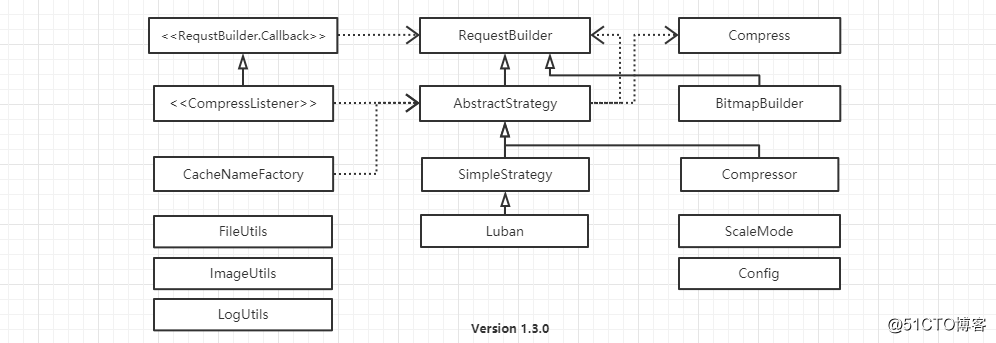 <<RequstBuilder.Callback>>
RequestBuilder
Compress
<<CompressListener>>
AbstractStrategy
BitmapBuilder
CacheNameFactory
SimpleStrategy
Compressor
FileUtils
Luban
ScaleMode
ImageUtils
Config
LogUtils
Version 1.3.0
@51CTO博客